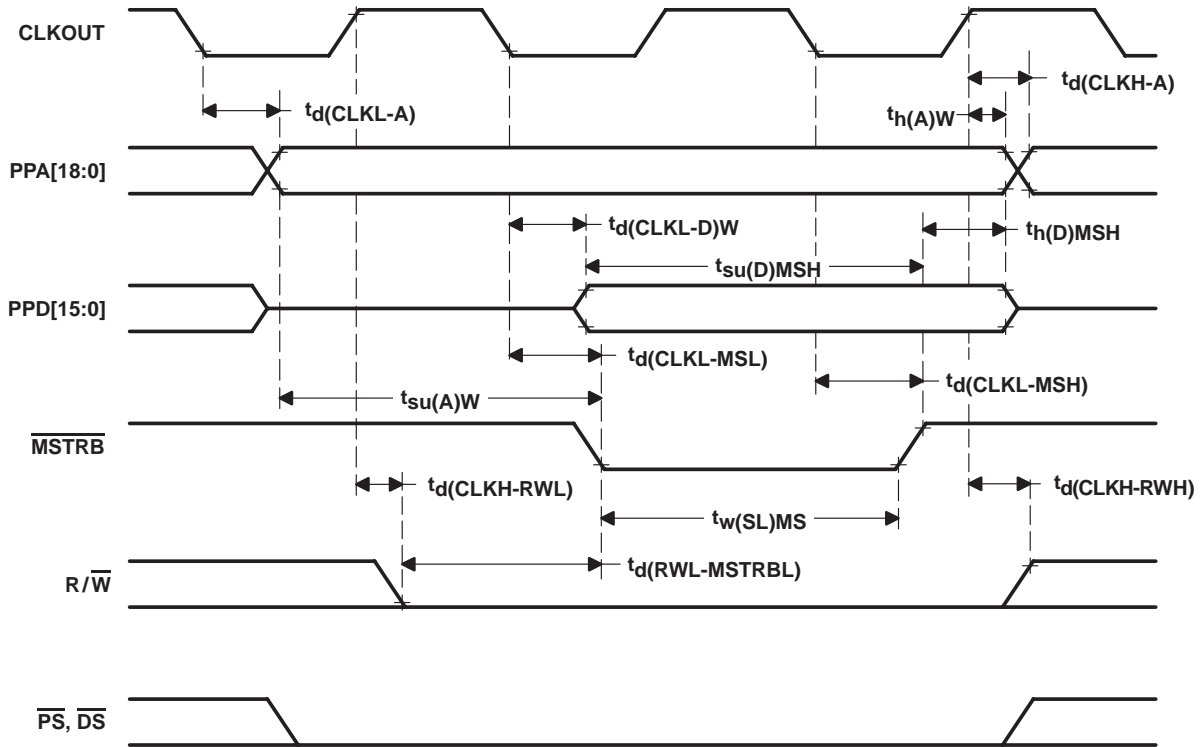 CLKOUT
td(CLKH-A)
td(CLKL-A)
th(A)W
PPA[18:0]
td(CLKL-D)W
th(D)MSH
tsu(D)MSH
PPD[15:0]
td(CLKL-MSL)
td(CLKL-MSH)
tsu(A)W
MSTRB
td(CLKH-RWL)
td(CLKH-RWH)
tw(SL)MS
td(RWL-MSTRBL)
R/W
PS, DS